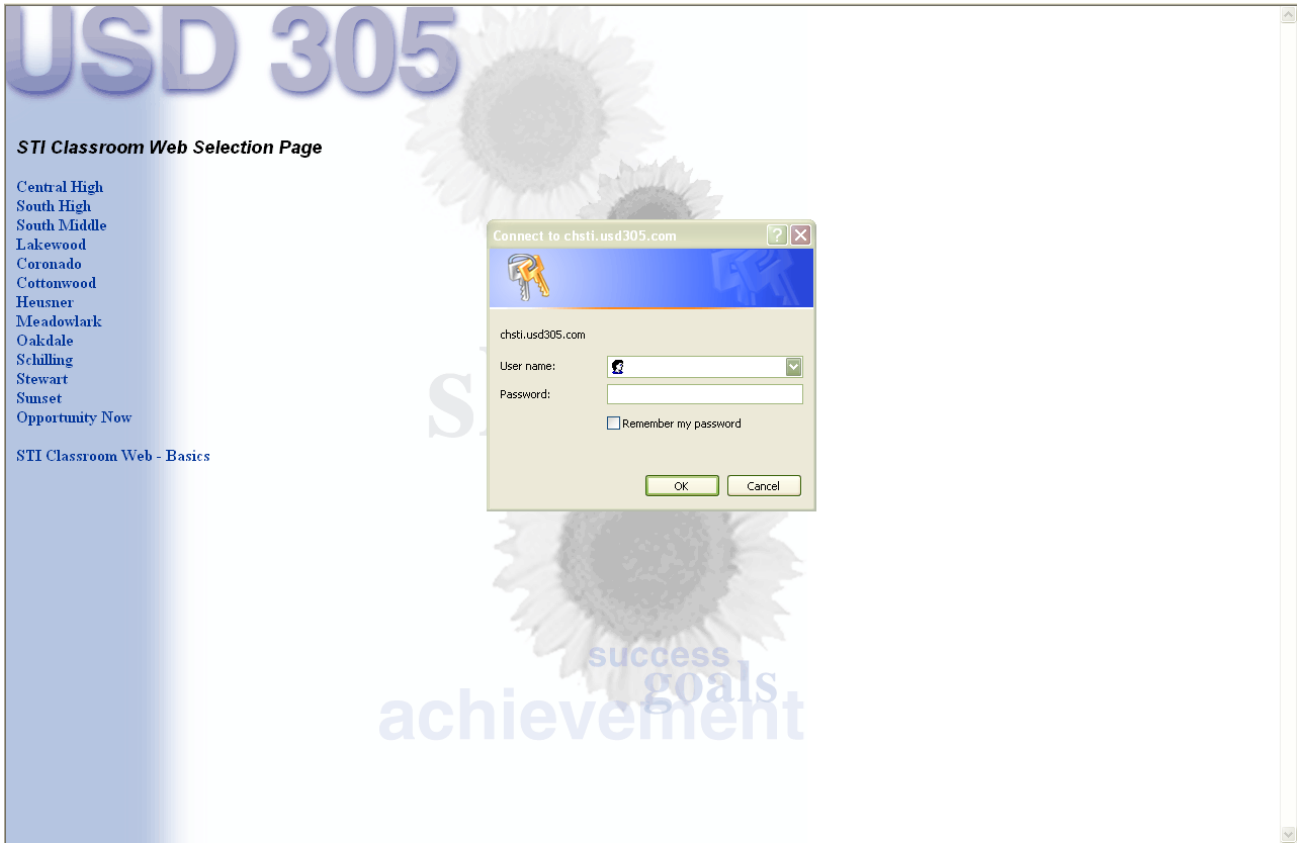 USD 305
STI Classroom Web Selection Page
Central High
South High
South Middle
Lakewood
Coronado
Cottonwood
Heusner
Meadowlark
Oakdale
Schilling
Stewart
Sunset
Opportunity Now
STI Classroom Web - Basics
Connect to chsti.usd305.com
chsti.usd305.com
User name:
Password:
Remember my password
OK
Cancel
success
goals
achievement